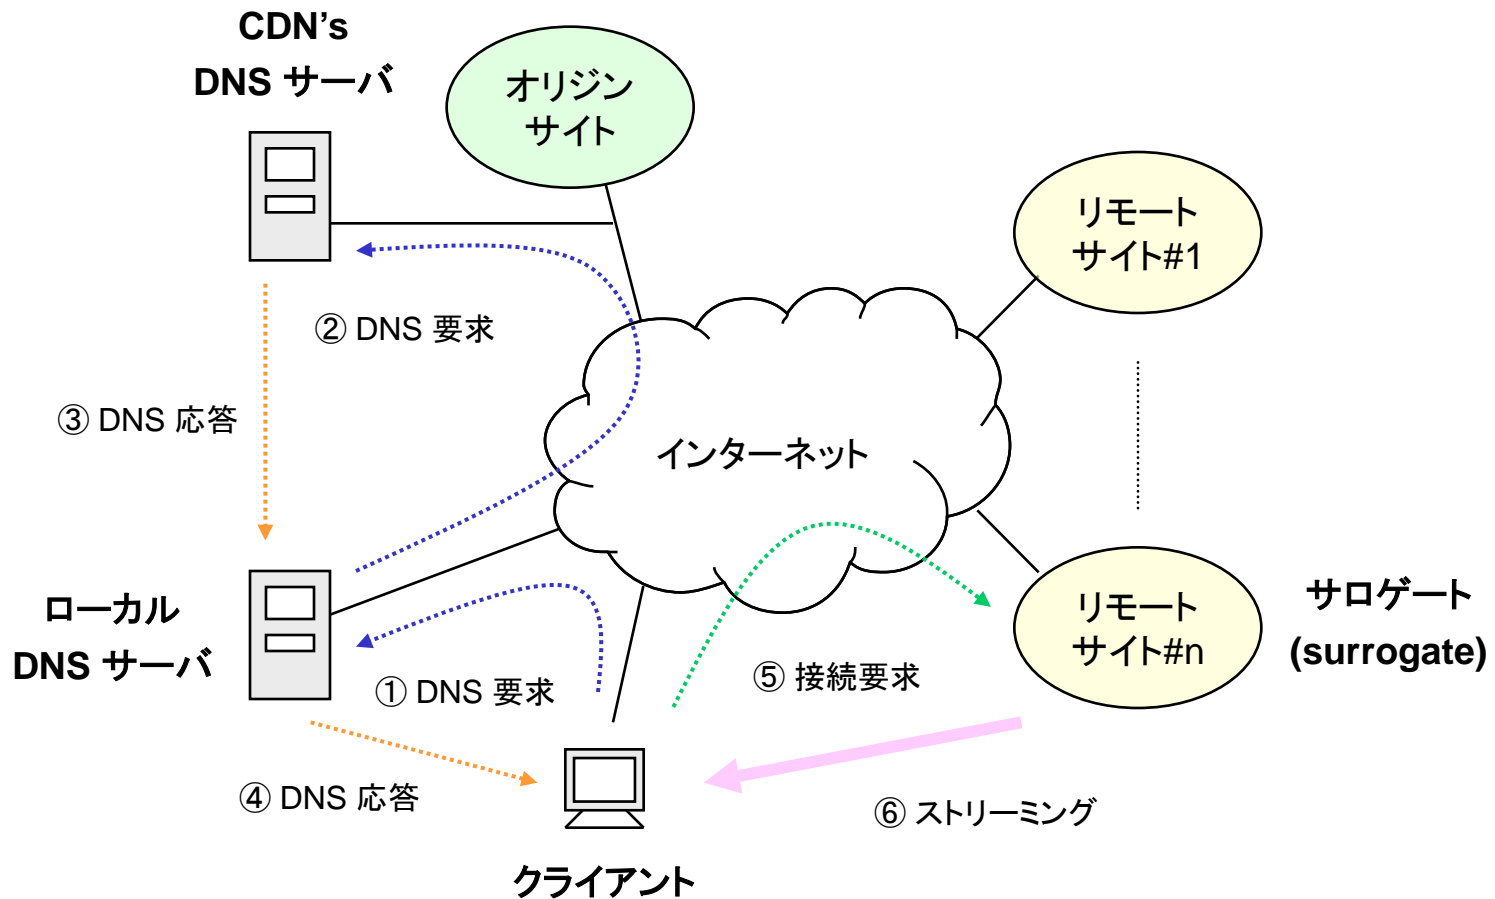 CDN's
DNS サーバ
オリジン
サイト
リモート
サイト#1
② DNS 要求
③ DNS 応答
インターネット
ローカル
DNS サーバ
リモート
サイト#n
サロゲート
(surrogate)
① DNS 要求
⑤ 接続要求
④ DNS 応答
⑥ ストリーミング
クライアント